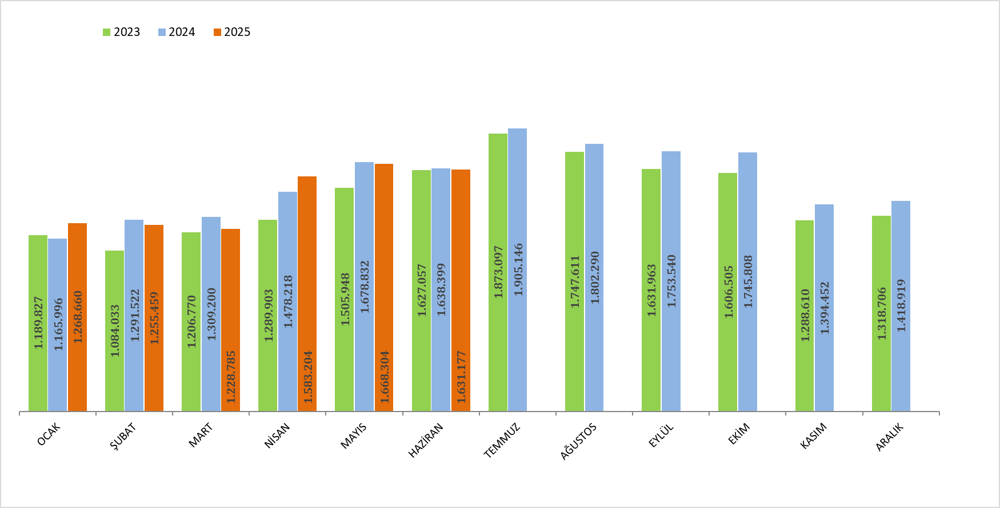 2023 2024 2025
1.189.827
1.165.996
1.268.660
1.084.033
1.291.522
1.255.459
1.206.770
1.309.200
1.228.785
1.289.903
1.478.218
1.583.204
1.505.948
1.678.832
1.668.304
1.627.057
1.638.399
1.631.177
1.873.097
1.905.146
1.747.611
1.802.290
1.631.963
1.753.540
1.606.505
1.745.808
1.288.610
1.394.452
1.318.706
1.418.919
OCAK
ŞUBAT
MART
NİSAN
MAYIS
HAZİRAN
TEMMUZ
AĞUSTOS
EYLÜL
EKİM
KASIM
ARALIK